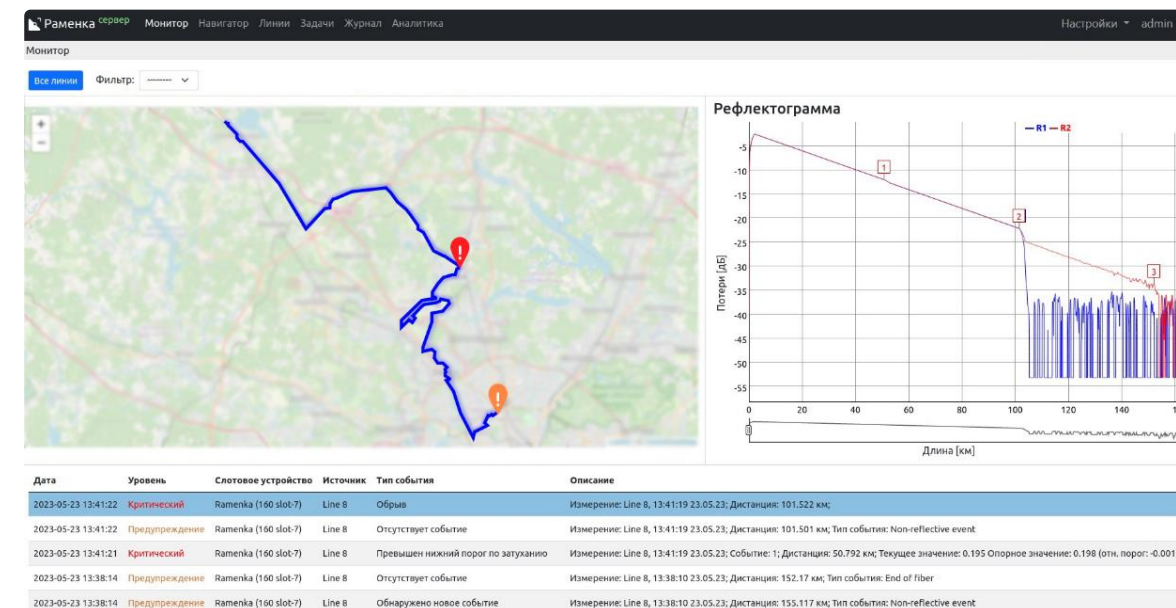 Раменка сервер Монитор Навигатор Линии Задачи Журнал Аналитика Настройки admin
Монитор
Все линии Фильтр: --------
+
-
Рефлектограмма
R1 R2
1
2
3
Потери [дБ]
-5
-10
-15
-20
-25
-30
-35
-40
-45
-50
-55
0 20 40 60 80 100 120 140
Длина [км]
Дата Уровень Слотовое устройство Источник Тип события Описание
2023-05-23 13:41:22 Критический Ramenka (160 slot-7) Line 8 Обрыв Измерение: Line 8, 13:41:19 23.05.23; Дистанция: 101.522 км;
2023-05-23 13:41:22 Предупреждение Ramenka (160 slot-7) Line 8 Отсутствует событие Измерение: Line 8, 13:41:19 23.05.23; Дистанция: 101.501 км; Тип события: Non-reflective event
2023-05-23 13:41:21 Критический Ramenka (160 slot-7) Line 8 Превышен нижний порог по затуханию Измерение: Line 8, 13:41:19 23.05.23; Событие: 1; Дистанция: 50.792 км; Текущее значение: 0.195 Опорное значение: 0.198 (отн. порог: -0.001
2023-05-23 13:38:14 Предупреждение Ramenka (160 slot-7) Line 8 Отсутствует событие Измерение: Line 8, 13:38:10 23.05.23; Дистанция: 152.17 км; Тип события: End of fiber
2023-05-23 13:38:14 Предупреждение Ramenka (160 slot-7) Line 8 Обнаружено новое событие Измерение: Line 8, 13:38:10 23.05.23; Дистанция: 155.117 км; Тип события: Non-reflective event